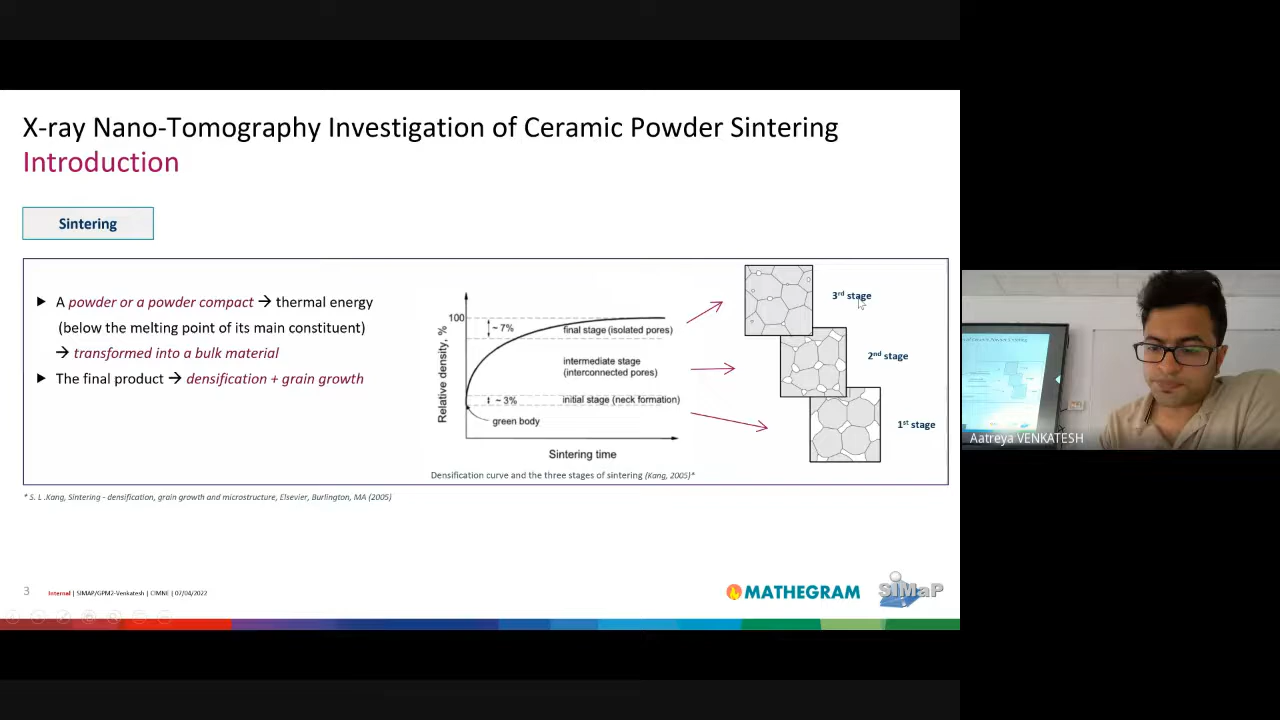 X-ray Nano-Tomography Investigation of Ceramic Powder Sintering
Introduction
Sintering
A powder or a powder compact → thermal energy
(below the melting point of its main constituent)
→ transformed into a bulk material
The final product → densification + grain growth
Relative density, %
100
~ 7%
final stage (isolated pores)
intermediate stage
(interconnected pores)
~ 3%
initial stage (neck formation)
green body
Sintering time
3rd stage
2nd stage
1st stage
Densification curve and the three stages of sintering (Kang, 2005)*
* S. L .Kang, Sintering - densification, grain growth and microstructure, Elsevier, Burlington, MA (2005)
3
Internal | SIMAP/GPM2-Venkatesh | CIMNE | 07/04/2022
MATHEGRAM
SIMaP
Aatreya VENKATESH